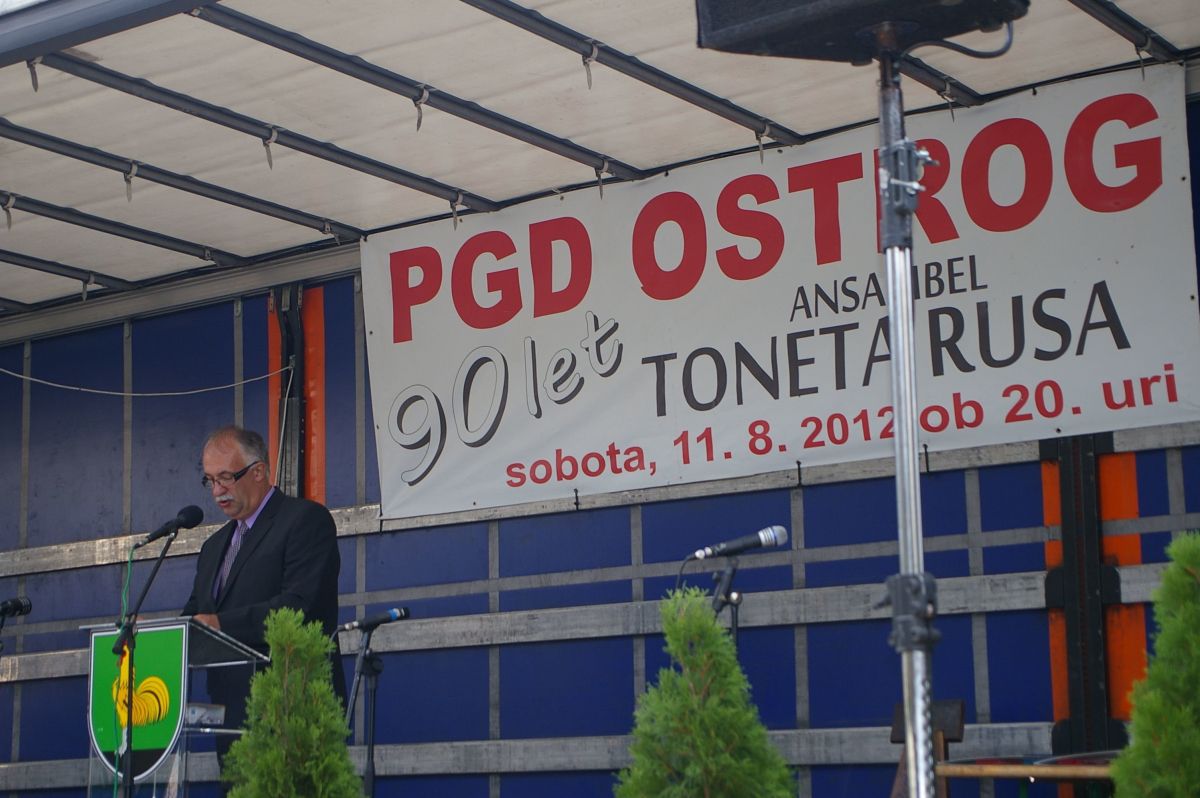 PGD OSTROG
90 let
ANSAMBEL
TONETA RUSA
sobota, 11. 8. 2012 ob 20. uri